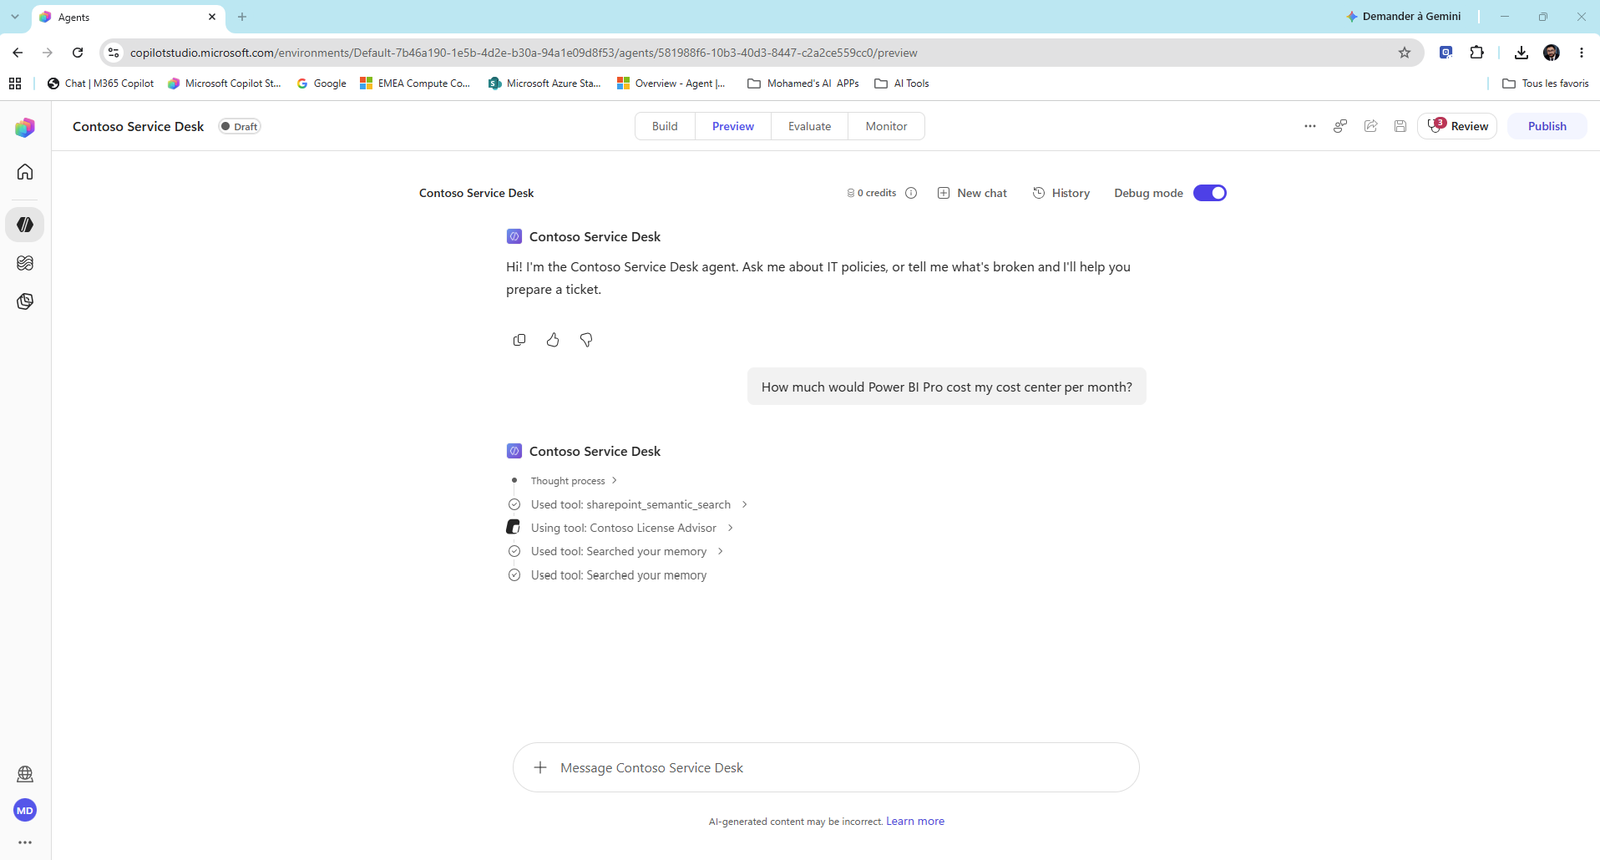 Agents
Demander à Gemini
copilotstudio.microsoft.com/environments/Default-7b46a190-1e5b-4d2e-b30a-94a1e09d8f53/agents/581988f6-10b3-40d3-8447-c2a2ce559cc0/preview
Chat | M365 Copilot
Microsoft Copilot St...
Google
EMEA Compute Co...
Microsoft Azure Sta...
Overview - Agent |...
Mohamed's AI APPs
AI Tools
Tous les favoris
Contoso Service Desk
Draft
Build
Preview
Evaluate
Monitor
3
Review
Publish
Contoso Service Desk
0 credits
New chat
History
Debug mode
Contoso Service Desk
Hi! I'm the Contoso Service Desk agent. Ask me about IT policies, or tell me what's broken and I'll help you
prepare a ticket.
How much would Power BI Pro cost my cost center per month?
Contoso Service Desk
Thought process
Used tool: sharepoint_semantic_search
Using tool: Contoso License Advisor
Used tool: Searched your memory
Used tool: Searched your memory
Message Contoso Service Desk
MD
AI-generated content may be incorrect. Learn more